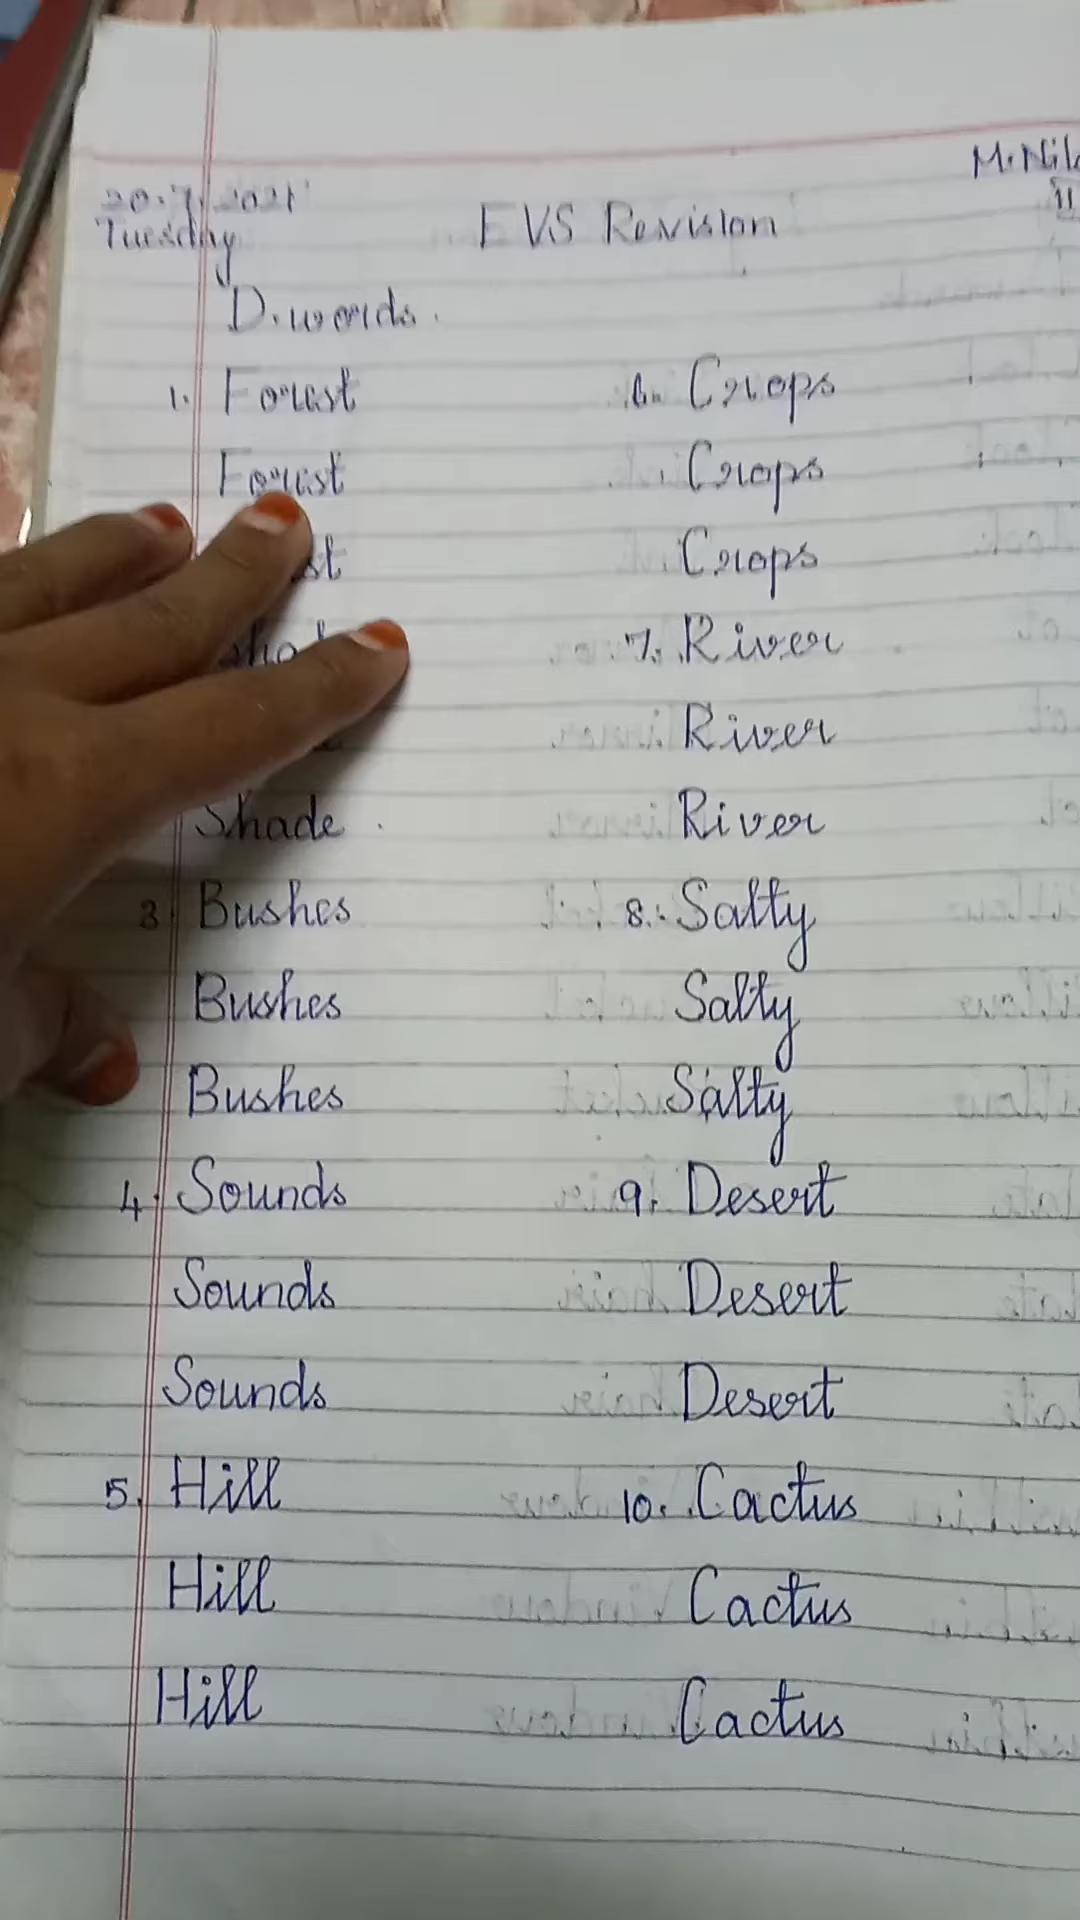 M.Nil
20.7.2021
Tuesday
EVS Revision
D.words.
1. Forest
Forest
st
Shad
Shade
3. Bushes
Bushes
Bushes
4. Sounds
Sounds
Sounds
5. Hill
Hill
Hill
6. Crops
Crops
Crops
7. River
River
River
8. Salty
Salty
Salty
9. Desert
Desert
Desert
10. Cactus
Cactus
Cactus